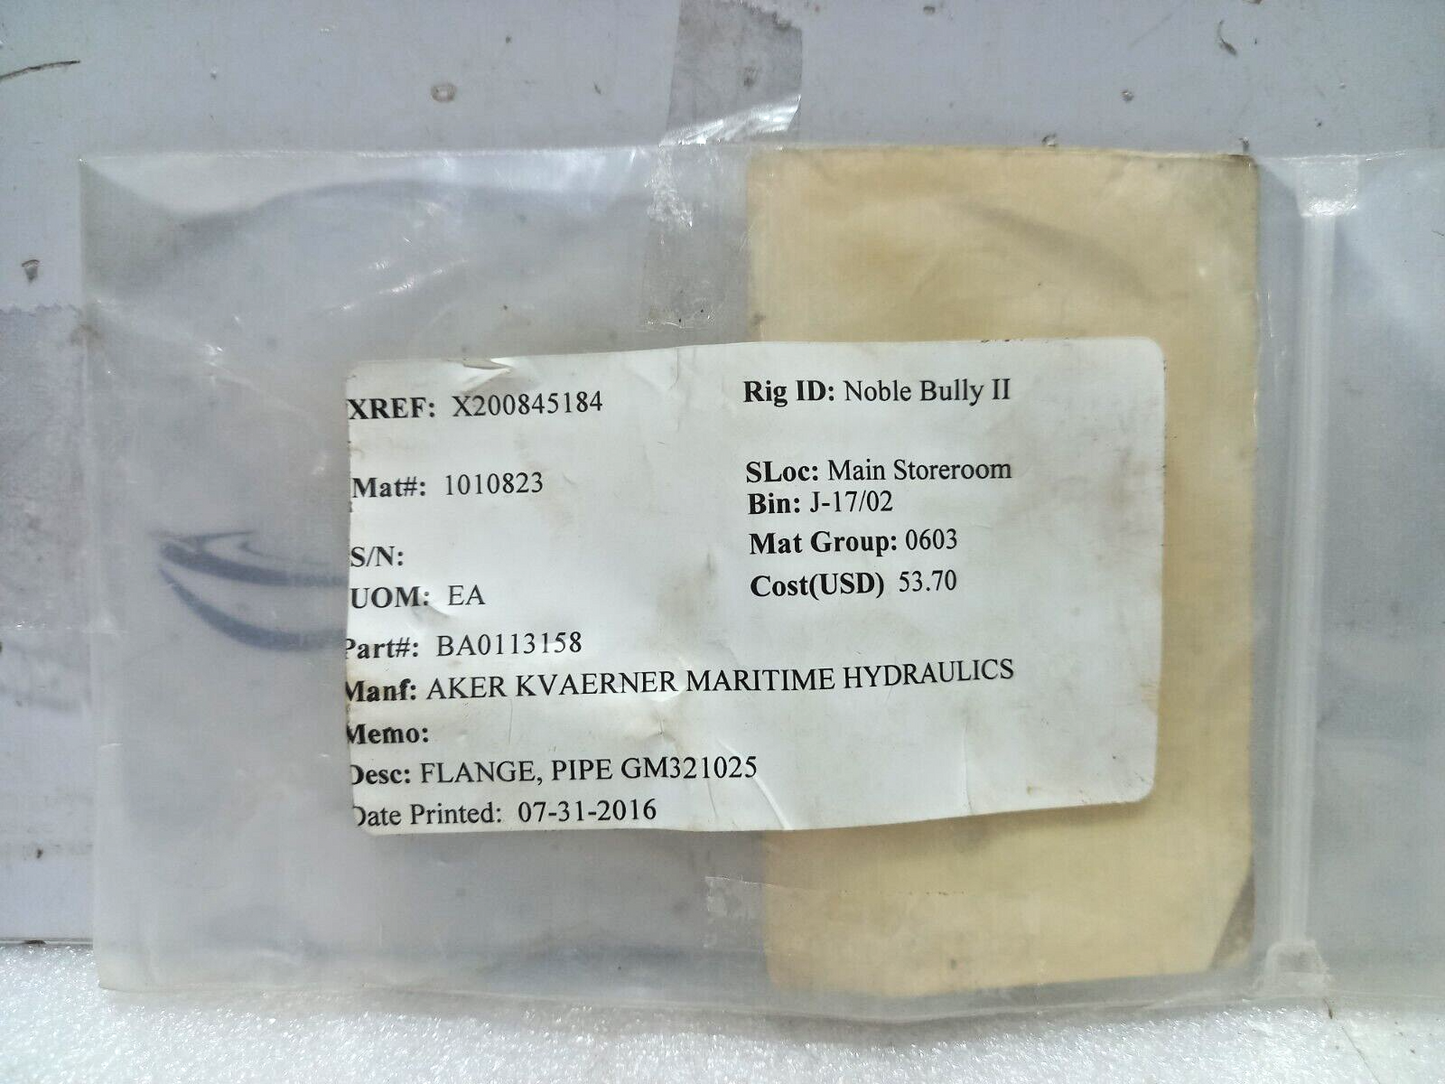 XREF: X200845184
Rig ID: Noble Bully II
Mat#: 1010823
SLoc: Main Storeroom
Bin: J-17/02
S/N:
Mat Group: 0603
UOM: EA
Cost(USD) 53.70
Part#: BA0113158
Manf: AKER KVAERNER MARITIME HYDRAULICS
Memo:
Desc: FLANGE, PIPE GM321025
Date Printed: 07-31-2016